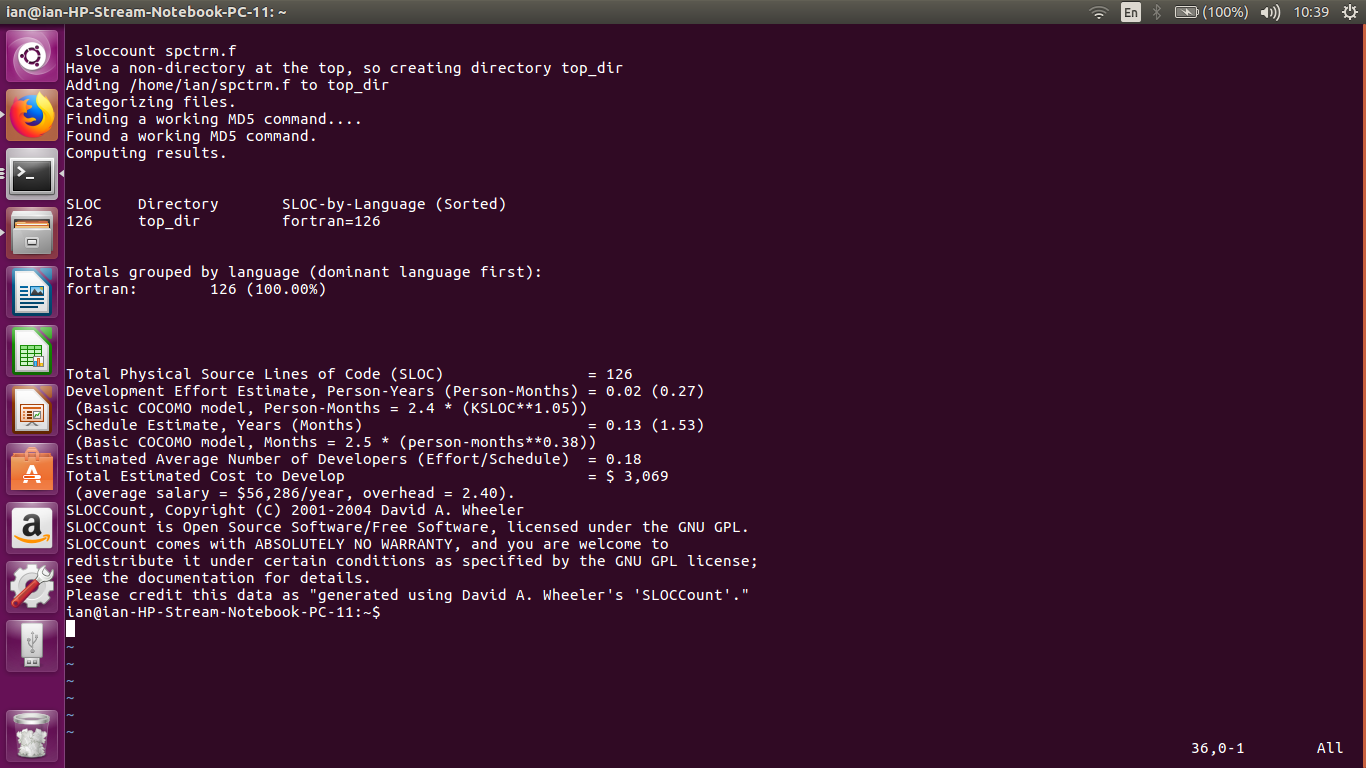 ian@ian-HP-Stream-Notebook-PC-11: ~
En
(100%)
10:39
sloccount spctrm.f
Have a non-directory at the top, so creating directory top_dir
Adding /home/ian/spctrm.f to top_dir
Categorizing files.
Finding a working MD5 command....
Found a working MD5 command.
Computing results.
SLOC    Directory       SLOC-by-Language (Sorted)
126     top_dir         fortran=126
Totals grouped by language (dominant language first):
fortran:        126 (100.00%)
Total Physical Source Lines of Code (SLOC)                = 126
Development Effort Estimate, Person-Years (Person-Months) = 0.02 (0.27)
 (Basic COCOMO model, Person-Months = 2.4 * (KSLOC**1.05))
Schedule Estimate, Years (Months)                         = 0.13 (1.53)
 (Basic COCOMO model, Months = 2.5 * (person-months**0.38))
Estimated Average Number of Developers (Effort/Schedule)  = 0.18
Total Estimated Cost to Develop                           = $ 3,069
 (average salary = $56,286/year, overhead = 2.40).
SLOCCount, Copyright (C) 2001-2004 David A. Wheeler
SLOCCount is Open Source Software/Free Software, licensed under the GNU GPL.
SLOCCount comes with ABSOLUTELY NO WARRANTY, and you are welcome to
redistribute it under certain conditions as specified by the GNU GPL license;
see the documentation for details.
Please credit this data as "generated using David A. Wheeler's 'SLOCCount'."
ian@ian-HP-Stream-Notebook-PC-11:~$
~
~
~
~
~
~
36,0-1        All